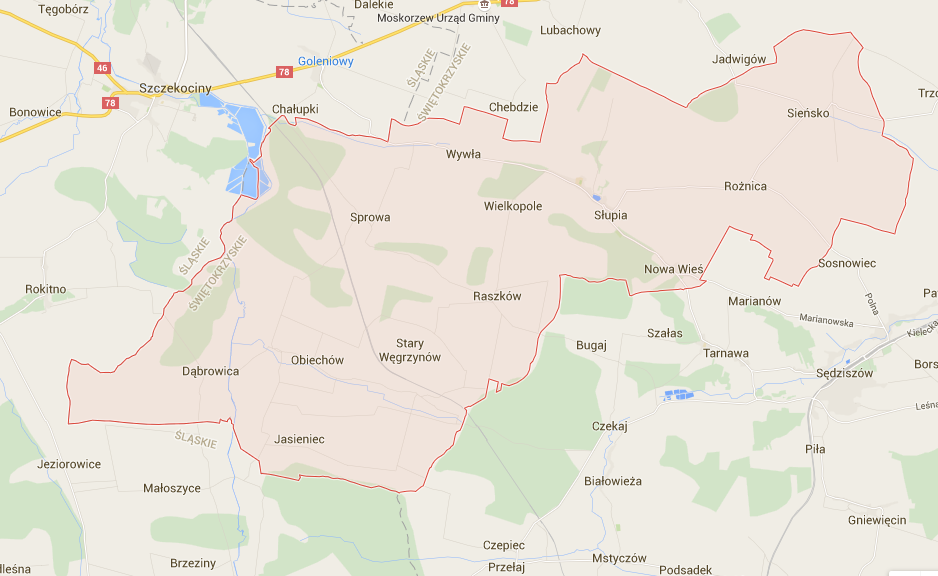 Tęgobórz
Dalekie
78
Moskorzew Urząd Gminy
Lubachowy
Goleniowy
Jadwigów
46
78
Szczekociny
78
ŚLĄSKIE
ŚWIĘTOKRZYSKIE
Bonowice
Chałupki
Chebdzie
Sieńsko
Wywła
Rożnica
Wielkopole
Sprowa
Słupia
ŚLĄSKIE
ŚWIĘTOKRZYSKIE
Nowa Wieś
Sosnowiec
Rokitno
Raszków
Marianów
Polna
Marianowska
Kielecka
Szałas
Stary
Węgrzynów
Bugaj
Tarnawa
Obiechów
Dąbrowica
Sędziszów
Leśna
Czekaj
Jasieniec
ŚLĄSKIE
Piła
Jeziorowice
Małoszyce
Białowieża
Gniewięcin
Czepiec
Mstyczów
Brzeziny
Przełaj
Podsadek